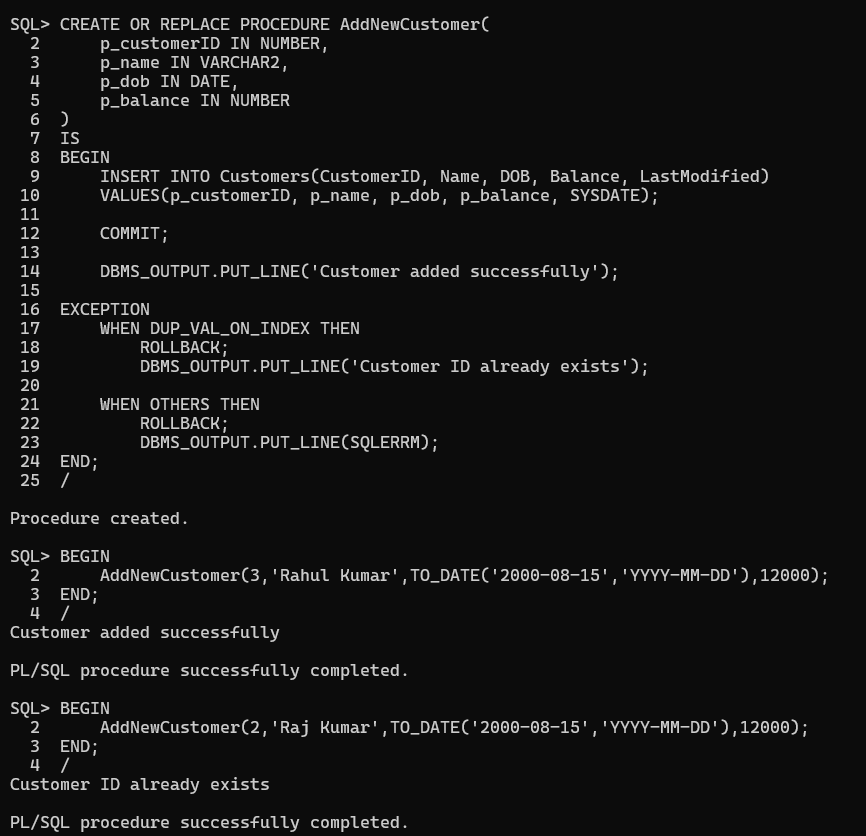 SQL> CREATE OR REPLACE PROCEDURE AddNewCustomer(
  2      p_customerID IN NUMBER,
  3      p_name IN VARCHAR2,
  4      p_dob IN DATE,
  5      p_balance IN NUMBER
  6  )
  7  IS
  8  BEGIN
  9      INSERT INTO Customers(CustomerID, Name, DOB, Balance, LastModified)
 10      VALUES(p_customerID, p_name, p_dob, p_balance, SYSDATE);
 11
 12      COMMIT;
 13
 14      DBMS_OUTPUT.PUT_LINE('Customer added successfully');
 15
 16  EXCEPTION
 17      WHEN DUP_VAL_ON_INDEX THEN
 18          ROLLBACK;
 19          DBMS_OUTPUT.PUT_LINE('Customer ID already exists');
 20
 21      WHEN OTHERS THEN
 22          ROLLBACK;
 23          DBMS_OUTPUT.PUT_LINE(SQLERRM);
 24  END;
 25  /

Procedure created.

SQL> BEGIN
  2      AddNewCustomer(3,'Rahul Kumar',TO_DATE('2000-08-15','YYYY-MM-DD'),12000);
  3  END;
  4  /
Customer added successfully

PL/SQL procedure successfully completed.

SQL> BEGIN
  2      AddNewCustomer(2,'Raj Kumar',TO_DATE('2000-08-15','YYYY-MM-DD'),12000);
  3  END;
  4  /
Customer ID already exists

PL/SQL procedure successfully completed.